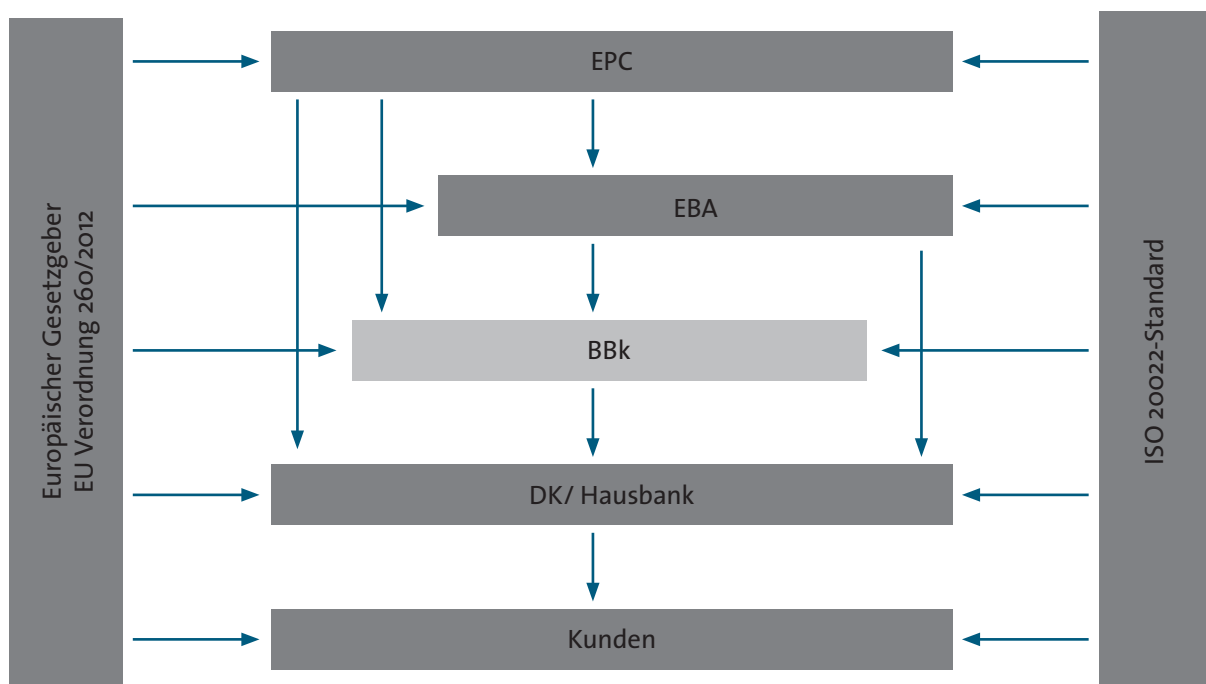 Europäischer Gesetzgeber
EU Verordnung 260/2012
EPC
EBA
BBk
DK/ Hausbank
Kunden
ISO 20022-Standard